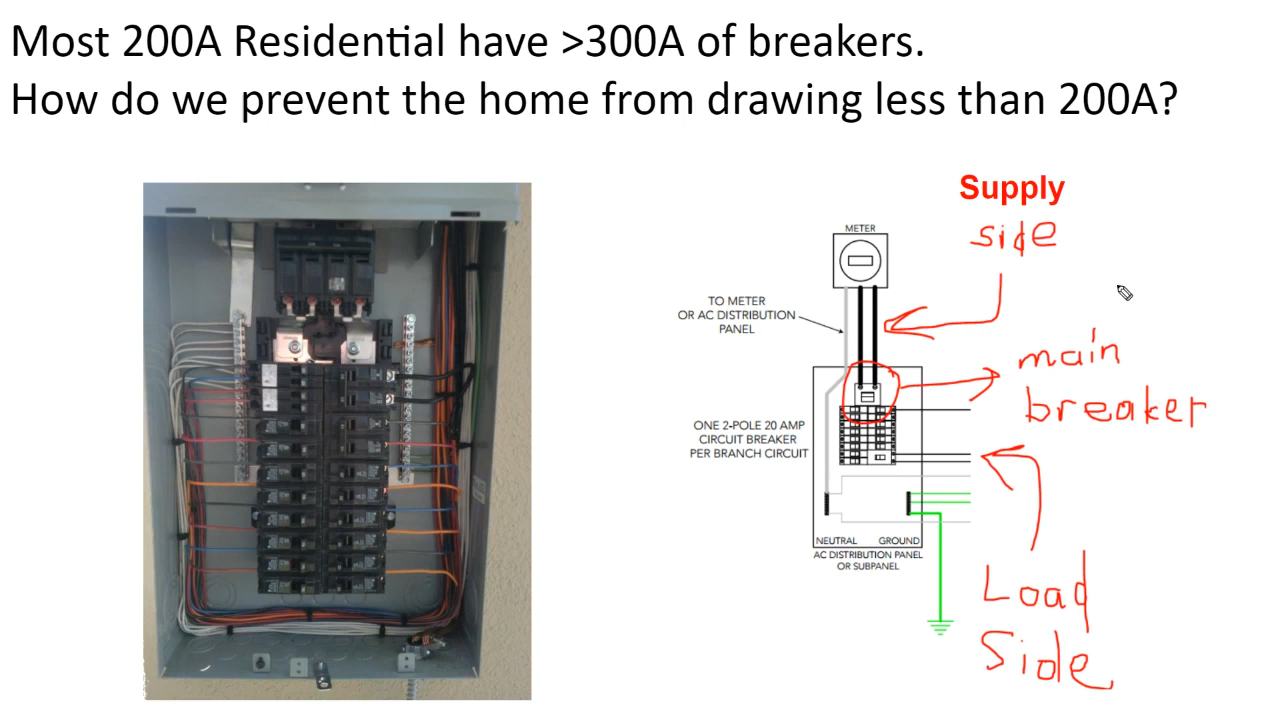 Most 200A Residential have >300A of breakers.
How do we prevent the home from drawing less than 200A?
Supply
side
METER
TO METER
OR AC DISTRIBUTION
PANEL
main
breaker
ONE 2-POLE 20 AMP
CIRCUIT BREAKER
PER BRANCH CIRCUIT
NEUTRAL GROUND
AC DISTRIBUTION PANEL
OR SUBPANEL
Load
Side